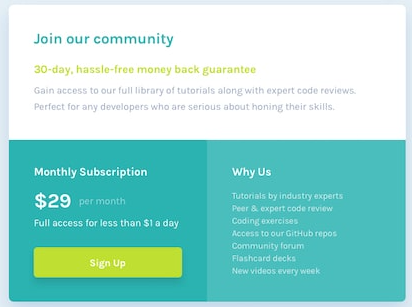 Join our community
30-day, hassle-free money back guarantee
Gain access to our full library of tutorials along with expert code reviews.
Perfect for any developers who are serious about honing their skills.
Monthly Subscription
$29 per month
Full access for less than $1 a day
Sign Up
Why Us
Tutorials by industry experts
Peer & expert code review
Coding exercises
Access to our GitHub repos
Community forum
Flashcard decks
New videos every week